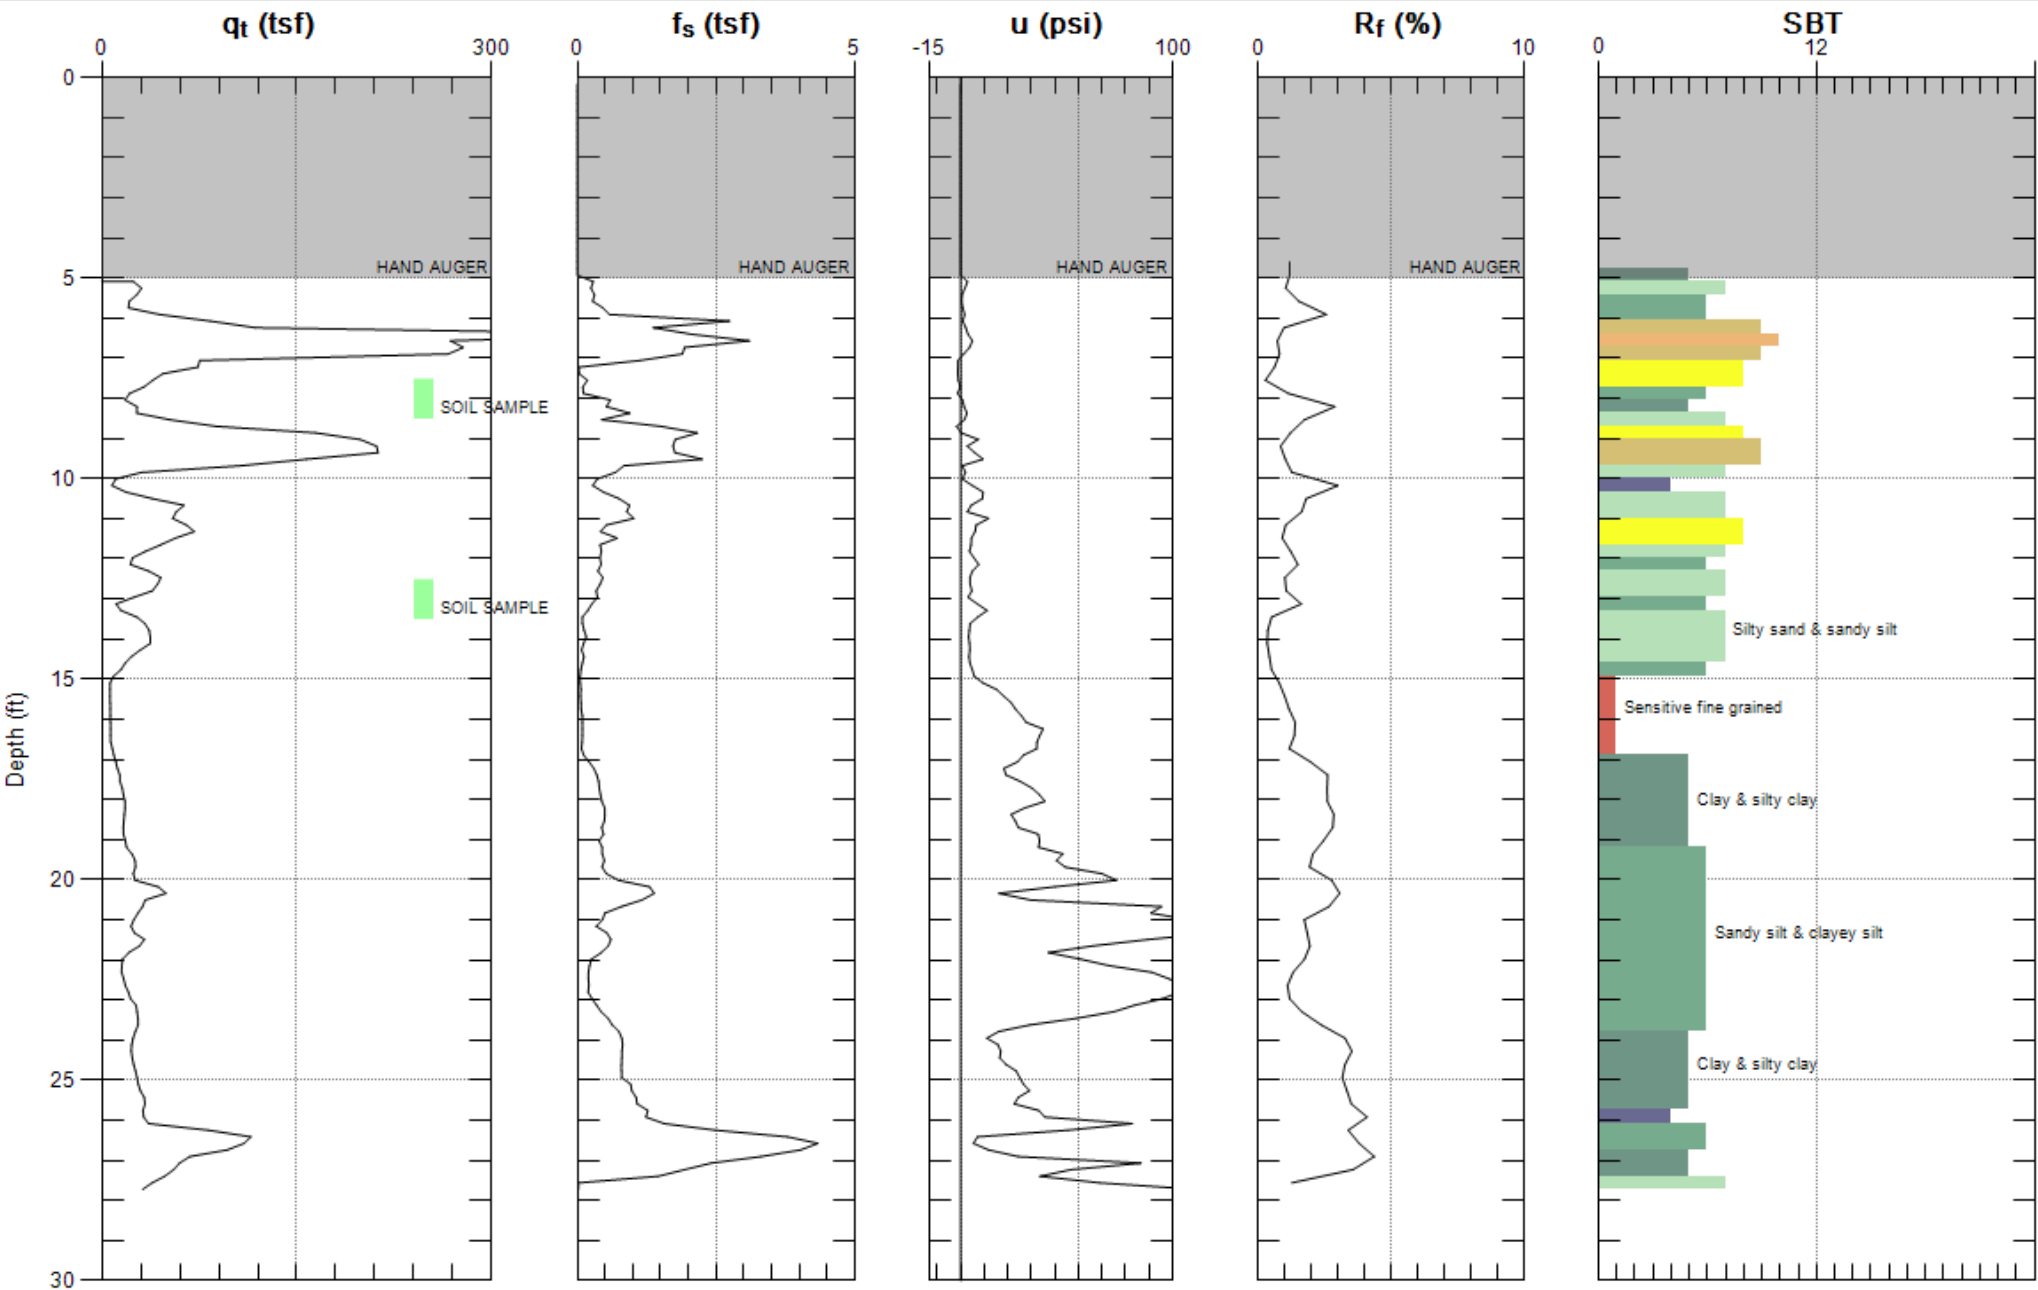 qt (tsf) fs (tsf) u (psi) Rf (%) SBT
0 300 0 5 -15 100 0 10 0 12
0
HAND AUGER HAND AUGER HAND AUGER HAND AUGER
5
SOIL SAMPLE
10
SOIL SAMPLE
Silty sand & sandy silt
15
Sensitive fine grained
Depth (ft)
Clay & silty clay
20
Sandy silt & clayey silt
Clay & silty clay
25
30